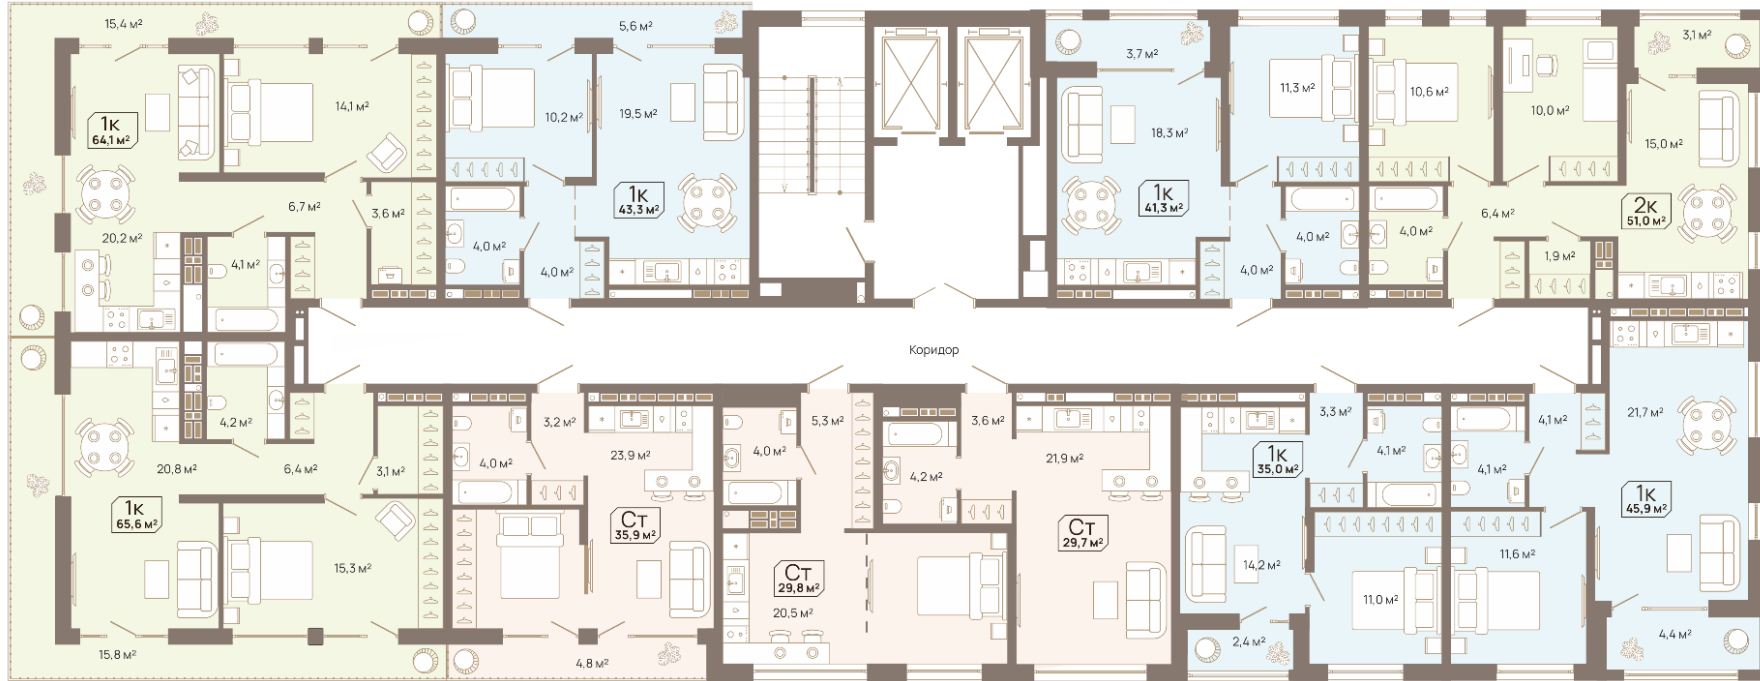 15,4 м²
14,1 м²
1к
64,1 м²
6,7 м²
3,6 м²
20,2 м²
4,1 м²
5,6 м²
10,2 м²
19,5 м²
1к
43,3 м²
4,0 м²
4,0 м²
3,7 м²
18,3 м²
11,3 м²
1к
41,3 м²
4,0 м²
4,0 м²
3,1 м²
10,6 м²
10,0 м²
15,0 м²
2к
51,0 м²
6,4 м²
4,0 м²
1,9 м²
Коридор
4,2 м²
20,8 м²
6,4 м²
3,1 м²
1к
65,6 м²
15,3 м²
15,8 м²
3,2 м²
4,0 м²
23,9 м²
Ст
35,9 м²
4,8 м²
5,3 м²
4,0 м²
Ст
29,8 м²
20,5 м²
3,6 м²
4,2 м²
21,9 м²
Ст
29,7 м²
3,3 м²
4,1 м²
1к
35,0 м²
14,2 м²
11,0 м²
2,4 м²
4,1 м²
4,1 м²
21,7 м²
1к
45,9 м²
11,6 м²
4,4 м²